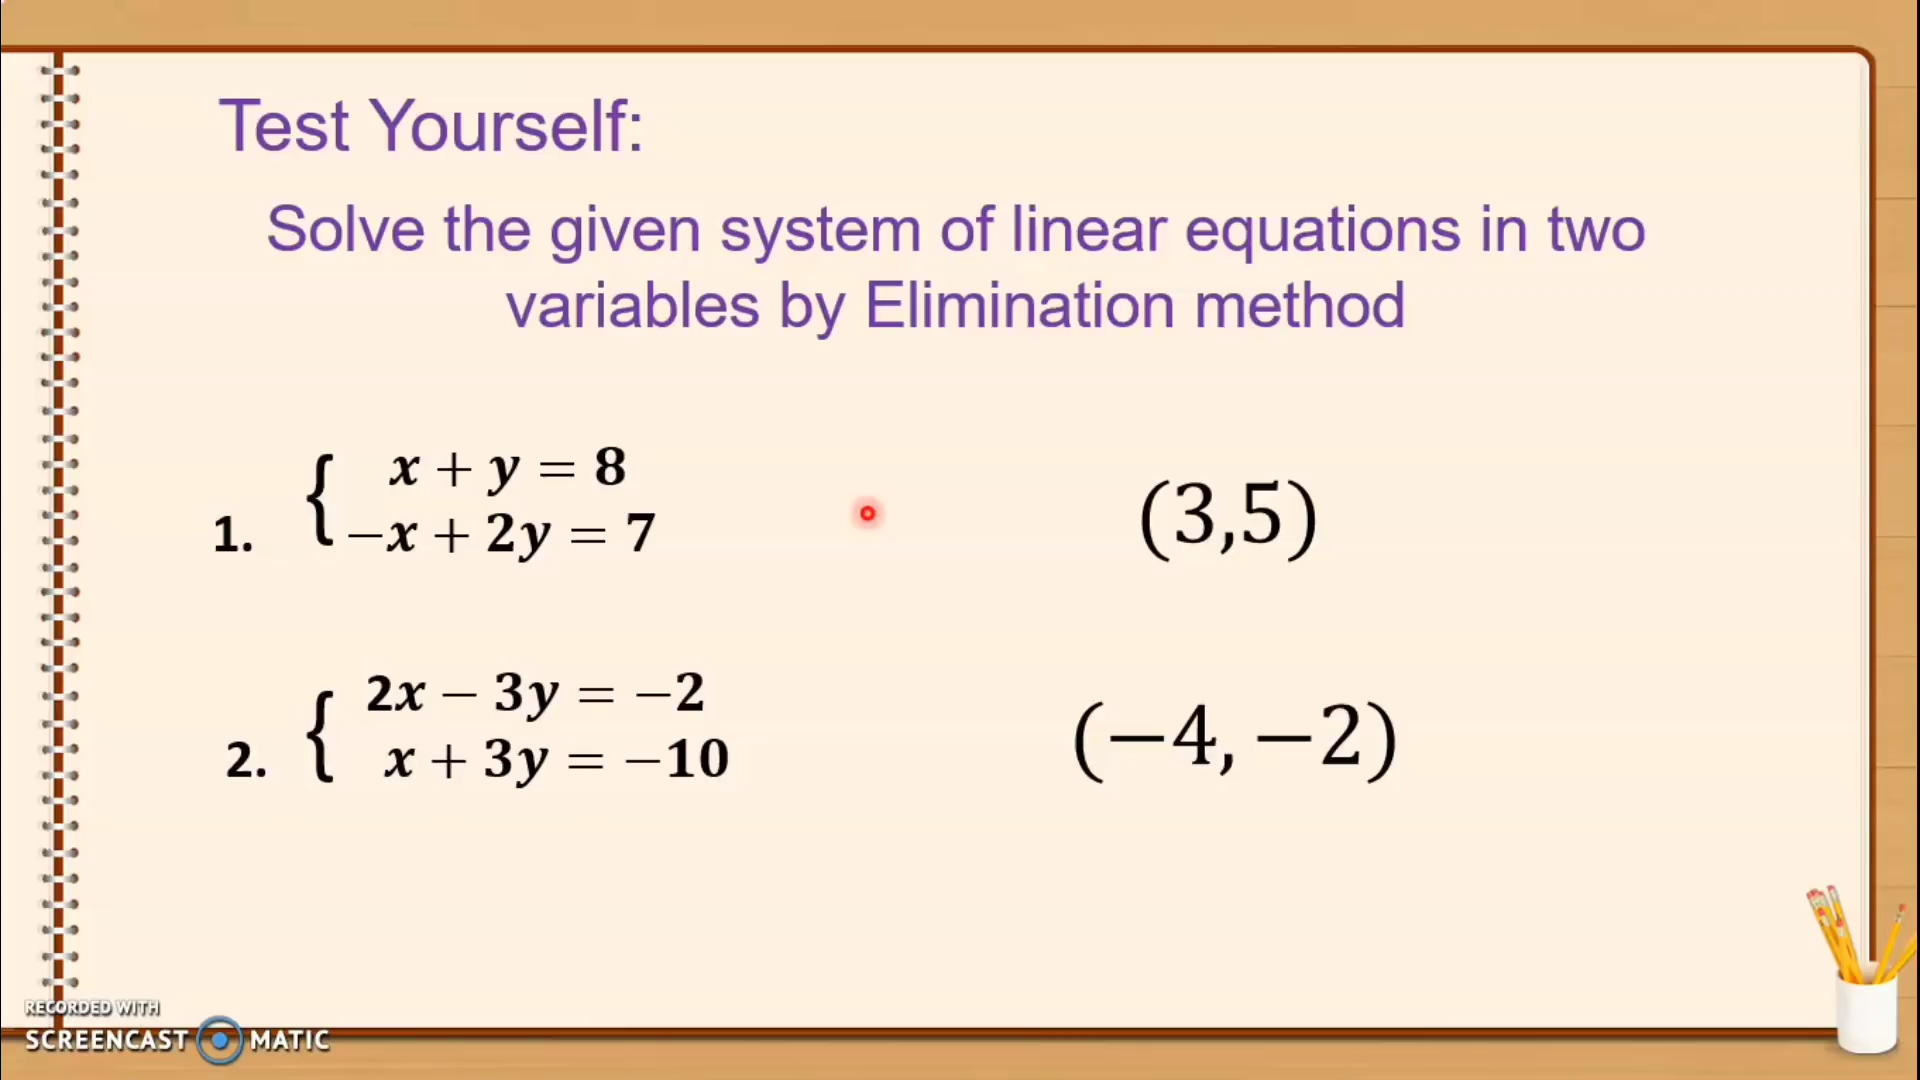 Test Yourself:
Solve the given system of linear equations in two
variables by Elimination method
x + y = 8
1. { −x + 2y = 7
(3,5)
2x − 3y = −2
2. { x + 3y = −10
(−4, −2)
RECORDED WITH
SCREENCAST MATIC